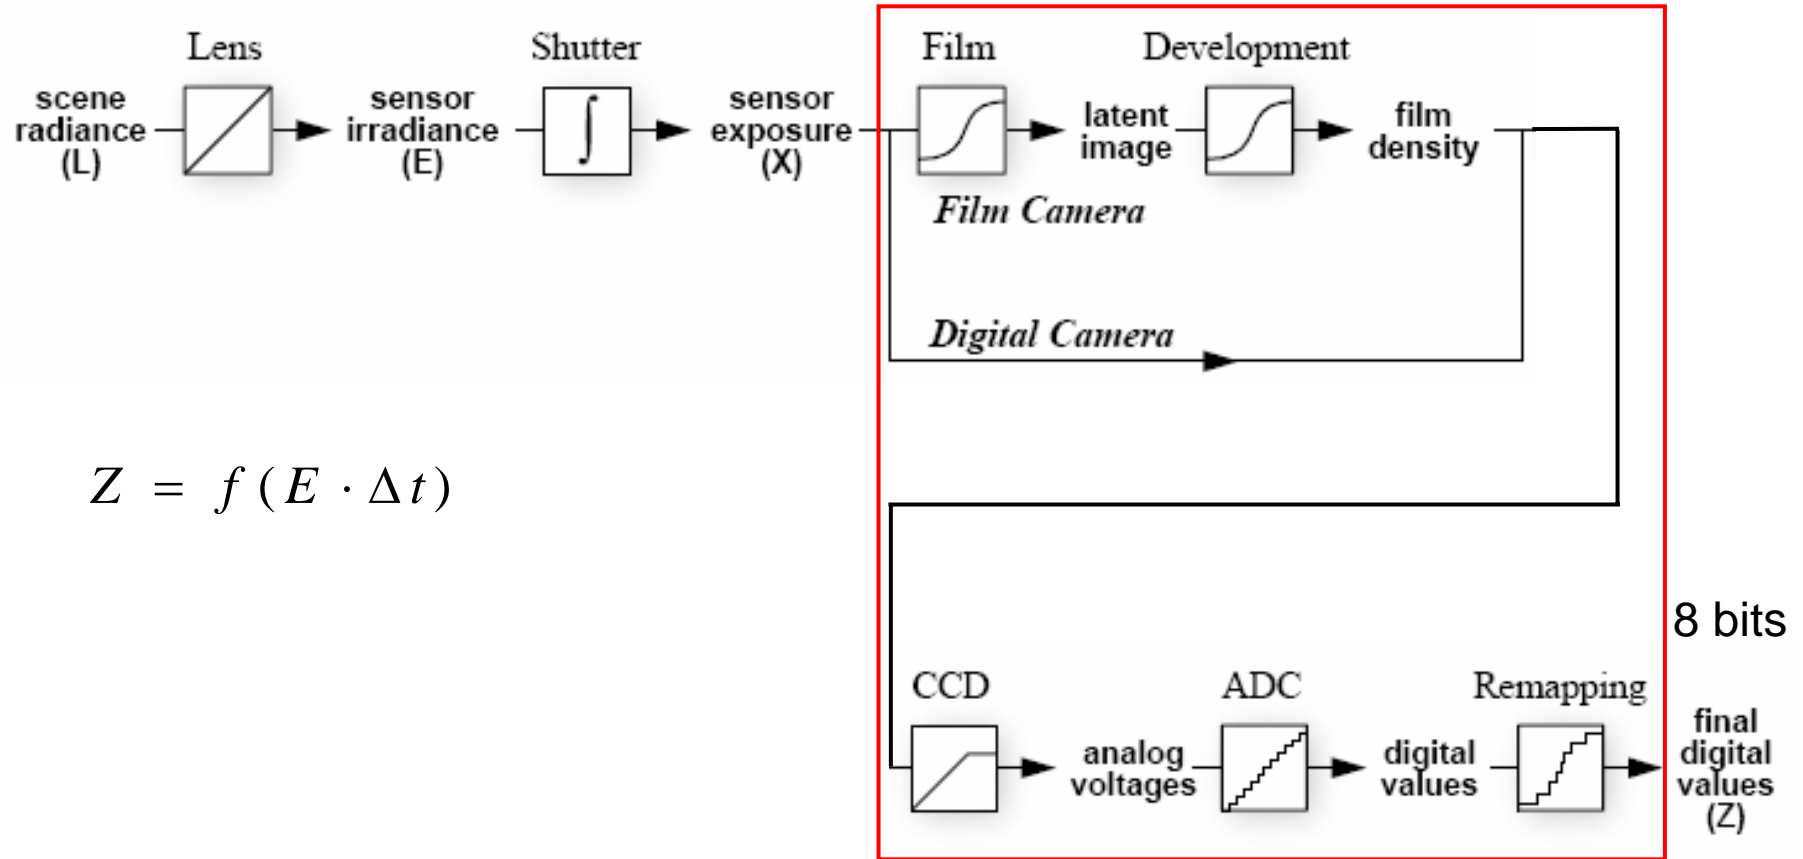 Lens
Shutter
Film
Development
scene
radiance
(L)
sensor
irradiance
(E)
∫
sensor
exposure
(X)
latent
image
film
density
Film Camera
Digital Camera
Z = f ( E · Δ t )
8 bits
CCD
ADC
Remapping
analog
voltages
digital
values
final
digital
values
(Z)